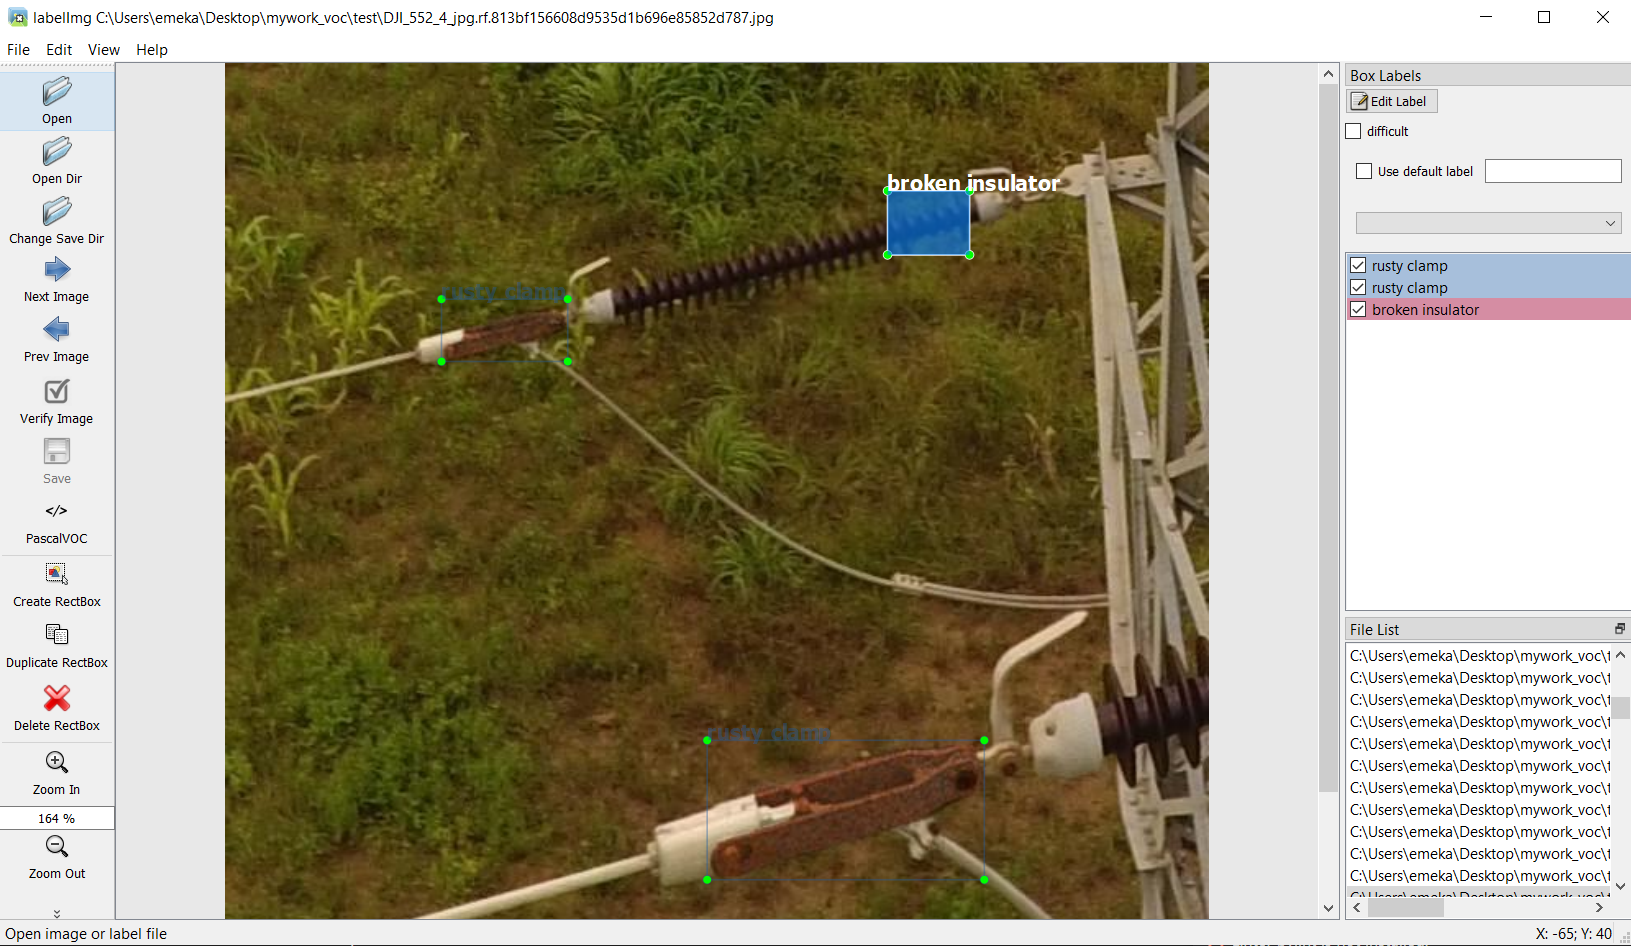 labelImg C:\Users\emeka\Desktop\mywork_voc\test\DJI_552_4_jpg.rf.813bf156608d9535d1b696e85852d787.jpg
File Edit View Help
Open
Open Dir
Change Save Dir
Next Image
Prev Image
Verify Image
Save
</>
PascalVOC
Create RectBox
Duplicate RectBox
Delete RectBox
Zoom In
164 %
Zoom Out
broken insulator
rusty clamp
rusty clamp
Box Labels
Edit Label
difficult
Use default label
rusty clamp
rusty clamp
broken insulator
File List
C:\Users\emeka\Desktop\mywork_voc\t
C:\Users\emeka\Desktop\mywork_voc\t
C:\Users\emeka\Desktop\mywork_voc\t
C:\Users\emeka\Desktop\mywork_voc\t
C:\Users\emeka\Desktop\mywork_voc\t
C:\Users\emeka\Desktop\mywork_voc\t
C:\Users\emeka\Desktop\mywork_voc\t
C:\Users\emeka\Desktop\mywork_voc\t
C:\Users\emeka\Desktop\mywork_voc\t
C:\Users\emeka\Desktop\mywork_voc\t
C:\Users\emeka\Desktop\mywork_voc\t
Open image or label file
X: -65; Y: 40